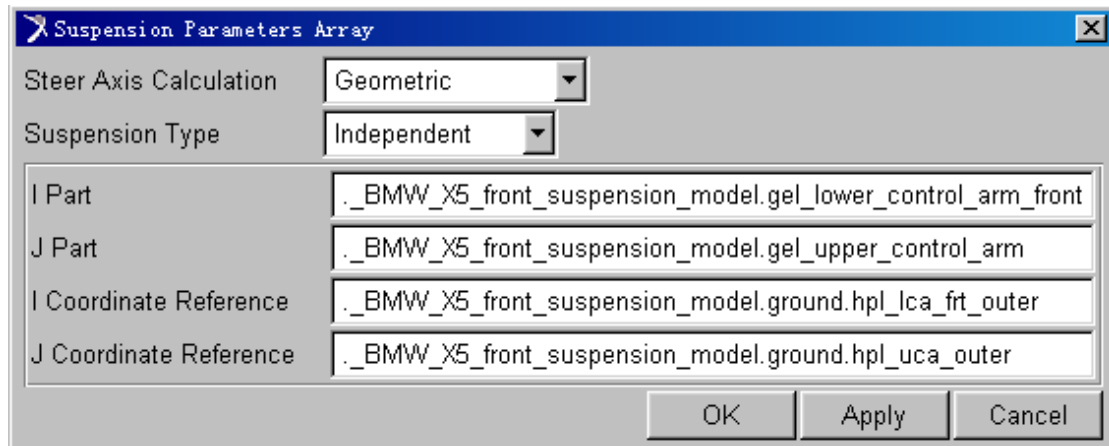 Suspension Parameters Array
Steer Axis Calculation Geometric
Suspension Type Independent
I Part ._BMW_X5_front_suspension_model.gel_lower_control_arm_front
J Part ._BMW_X5_front_suspension_model.gel_upper_control_arm
I Coordinate Reference ._BMW_X5_front_suspension_model.ground.hpl_lca_frt_outer
J Coordinate Reference ._BMW_X5_front_suspension_model.ground.hpl_uca_outer
OK Apply Cancel